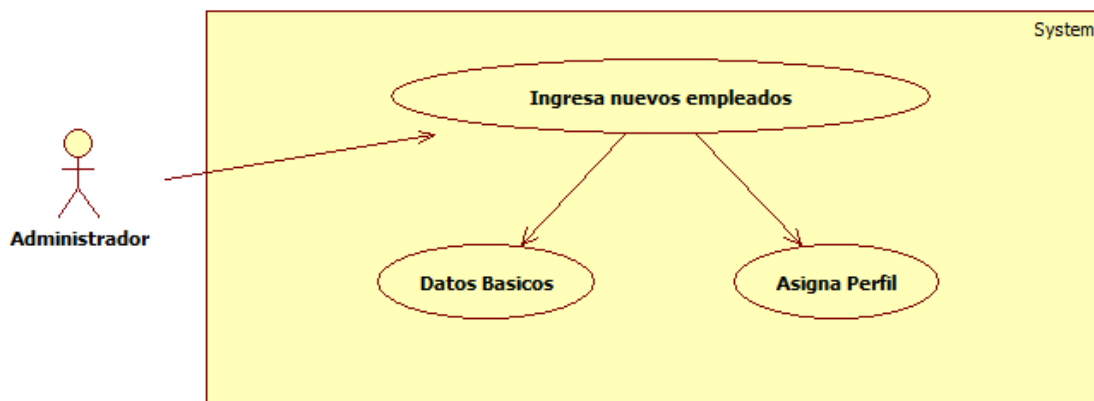 System
Ingresa nuevos empleados
Administrador
Datos Basicos
Asigna Perfil